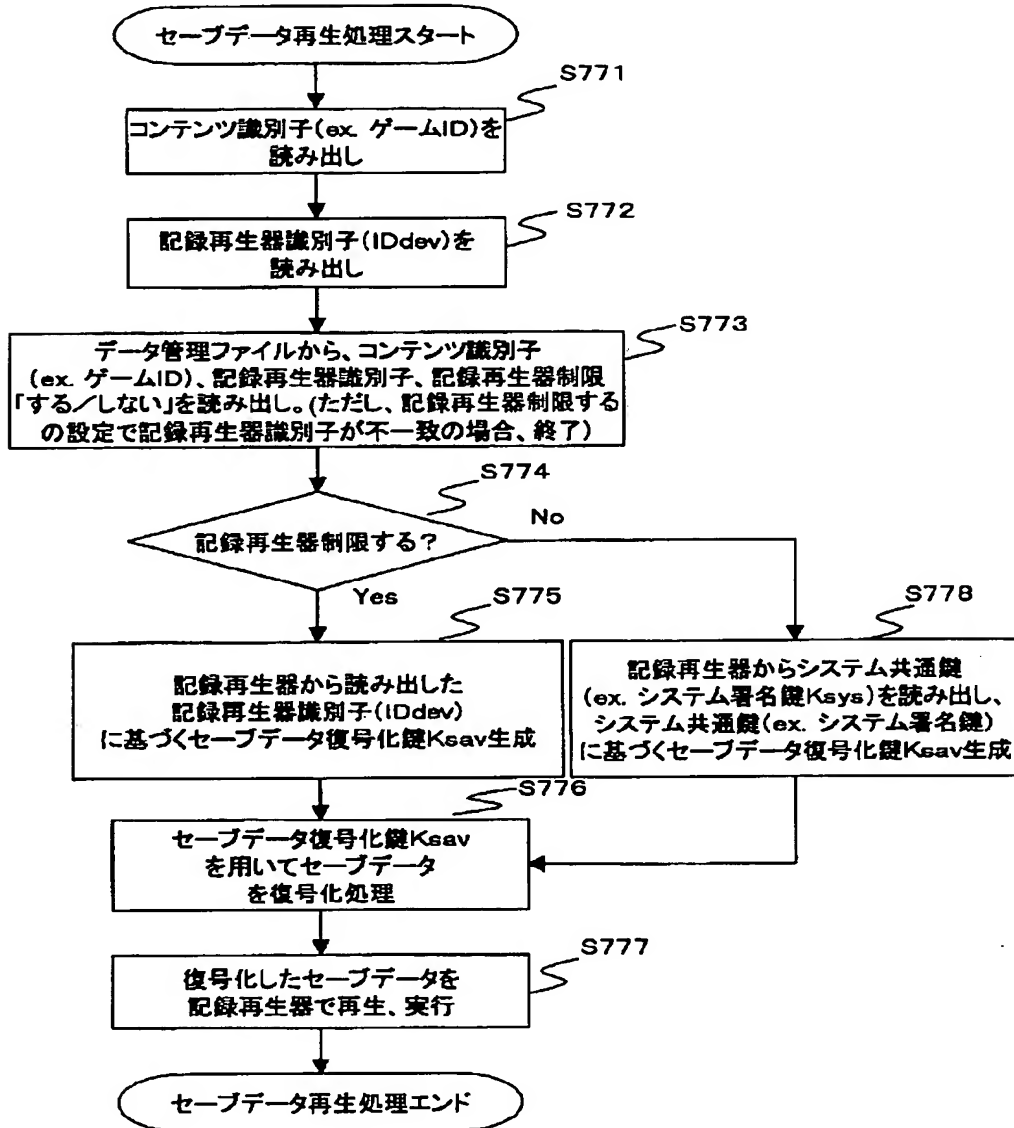 セーブデータ再生処理スタート
S771
コンテンツ識別子(ex. ゲームID)を
読み出し
S772
記録再生器識別子(IDdev)を
読み出し
S773
データ管理ファイルから、コンテンツ識別子
(ex. ゲームID)、記録再生器識別子、記録再生器制限
「する/しない」を読み出し。(ただし、記録再生器制限する
の設定で記録再生器識別子が不一致の場合、終了)
S774
記録再生器制限する?
No
Yes
S775
記録再生器から読み出した
記録再生器識別子(IDdev)
に基づくセーブデータ復号化鍵Ksav生成
S778
記録再生器からシステム共通鍵
(ex. システム署名鍵Ksys)を読み出し、
システム共通鍵(ex. システム署名鍵)
に基づくセーブデータ復号化鍵Ksav生成
S776
セーブデータ復号化鍵Ksav
を用いてセーブデータ
を復号化処理
S777
復号化したセーブデータを
記録再生器で再生、実行
セーブデータ再生処理エンド